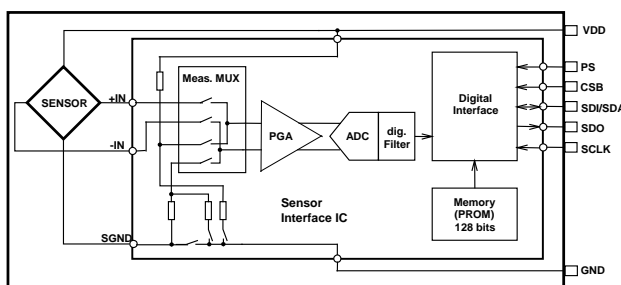 VDD
PS
CSB
SDI/SDA
SDO
SCLK
GND
SENSOR
+IN
-IN
SGND
Meas. MUX
PGA
ADC
dig.
Filter
Digital
Interface
Memory
(PROM)
128 bits
Sensor
Interface IC